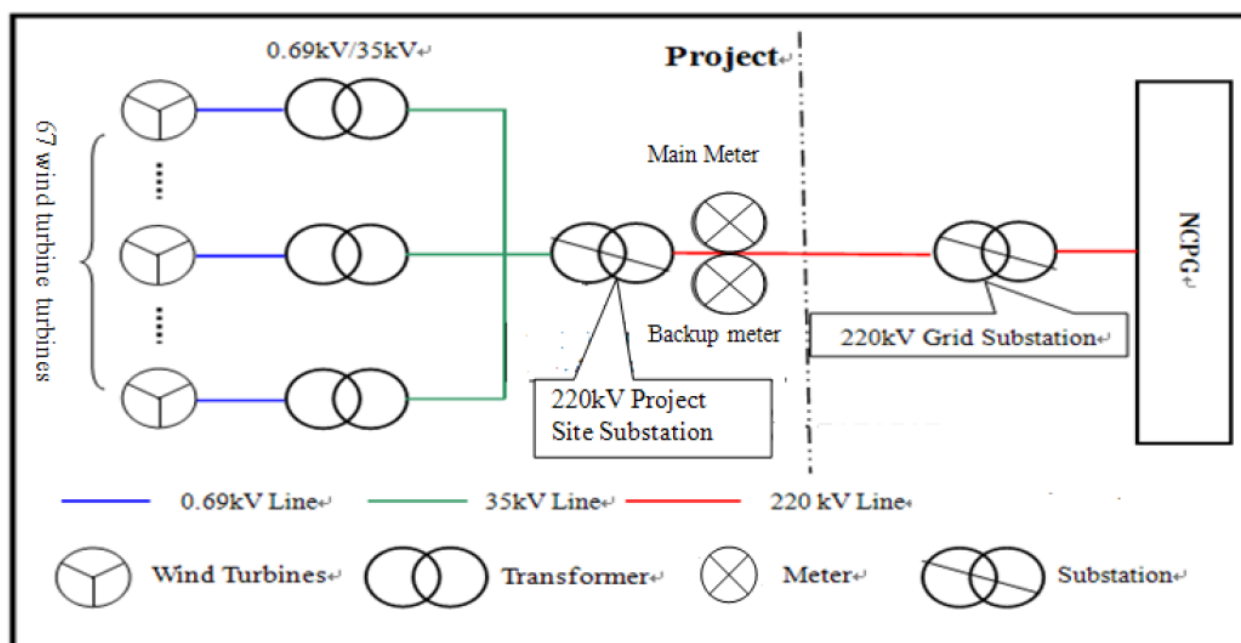 0.69kV/35kV↵
Project↵
67 wind turbine turbines
Main Meter
Backup meter
NCPG↵
220kV Grid Substation↵
220kV Project
Site Substation
0.69kV Line↵
35kV Line↵
220 kV Line↵
Wind Turbines↵
Transformer↵
Meter↵
Substation↵